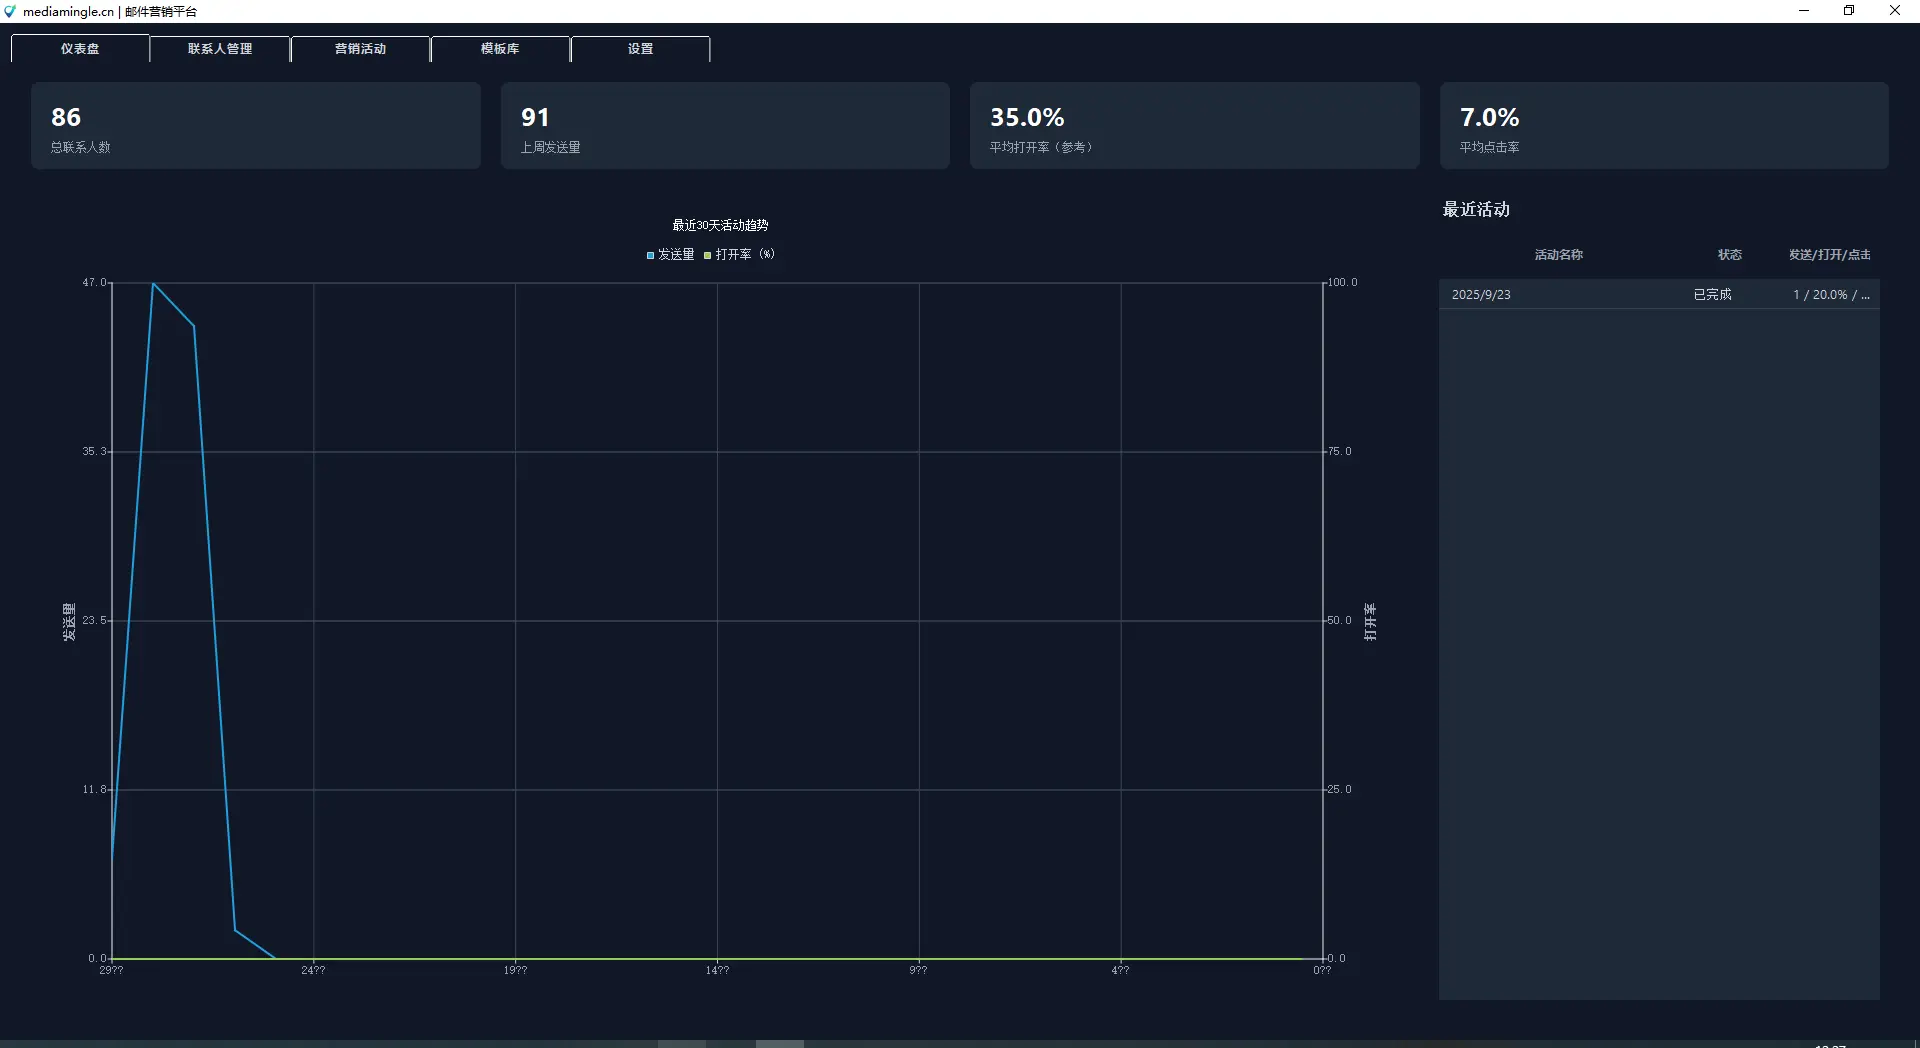 mediamingle.cn | 邮件营销平台
仪表盘
联系人管理
营销活动
模板库
设置
86
总联系人数
91
上周发送量
35.0%
平均打开率（参考）
7.0%
平均点击率
最近30天活动趋势
发送量 打开率 (%)
47.0
35.3
23.5
11.8
0.0
发送量
100.0
75.0
50.0
25.0
0.0
打开率
29??
24??
19??
14??
9??
4??
0??
最近活动
活动名称 状态 发送/打开/点击
2025/9/23 已完成 1 / 20.0% / ...